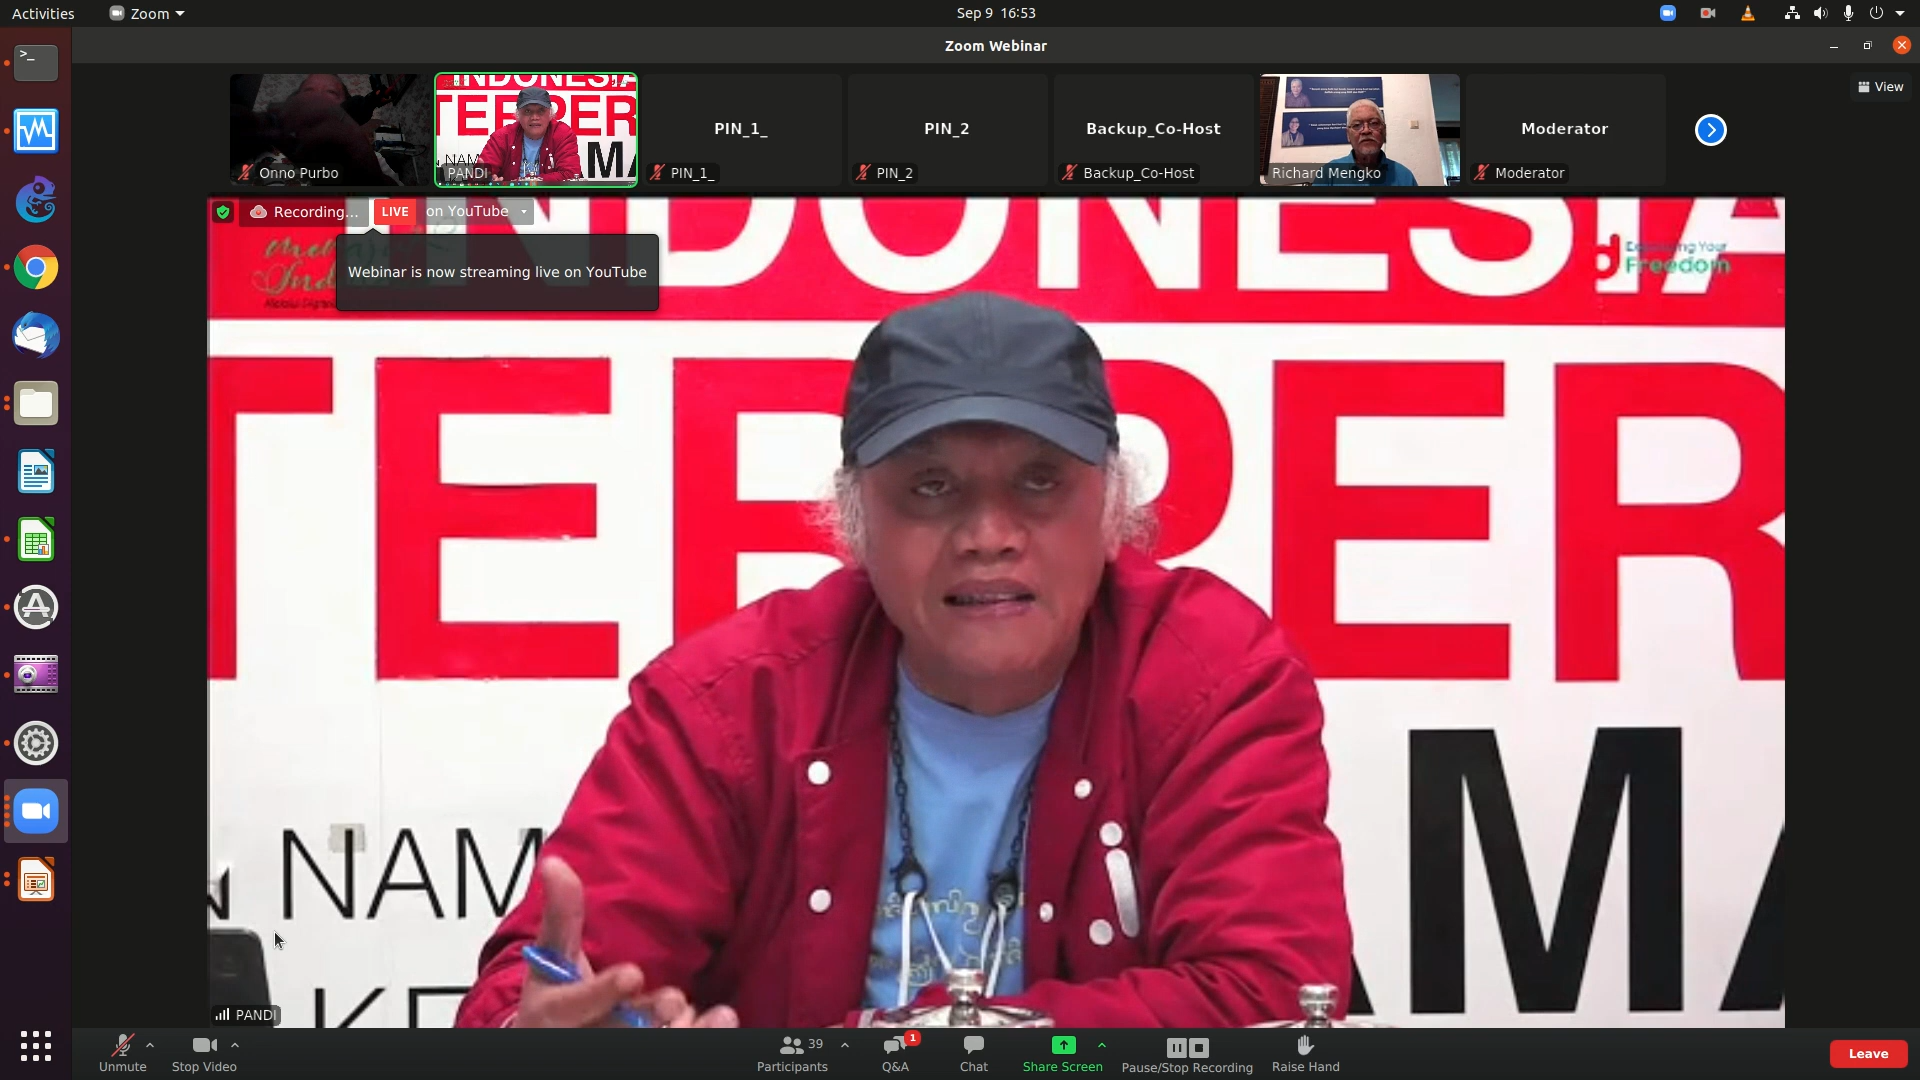 Activities
Zoom
Sep 9 16:53
Zoom Webinar
View
PIN_1_
PIN_2
Backup_Co-Host
Moderator
Onno Purbo
PANDI
PIN_1_
PIN_2
Backup_Co-Host
Richard Mengko
Moderator
Recording...
LIVE
on YouTube
Webinar is now streaming live on YouTube
INDONESIA
Your
Freedom
TERPER
NAM
MA
PANDI
Unmute
Stop Video
39
Participants
1
Q&A
Chat
Share Screen
Pause/Stop Recording
Raise Hand
Leave